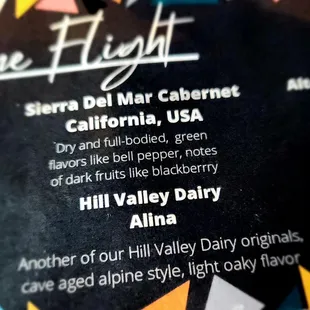 Flight
Sierra Del Mar Cabernet
California, USA
Dry and full-bodied, green
flavors like bell pepper, notes
of dark fruits like blackberry
Hill Valley Dairy
Alina
Another of our Hill Valley Dairy originals,
cave aged alpine style, light oaky flavor